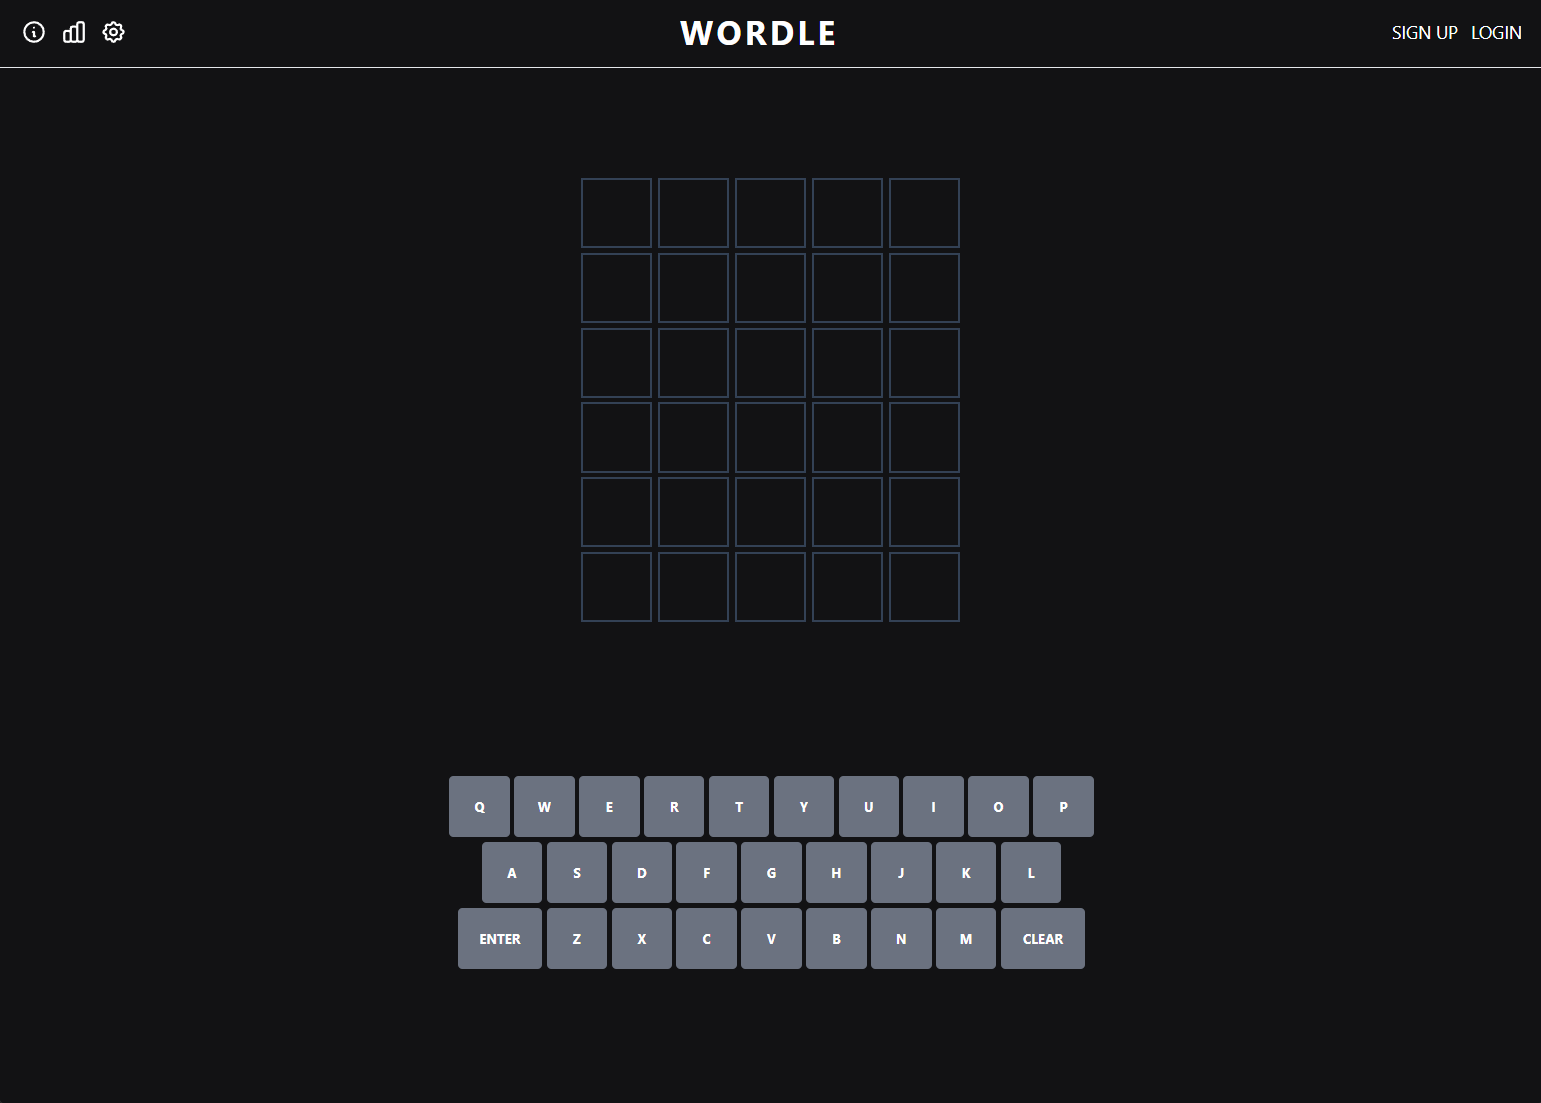 WORDLE
SIGN UP LOGIN
Q W E R T Y U I O P
A S D F G H J K L
ENTER Z X C V B N M CLEAR